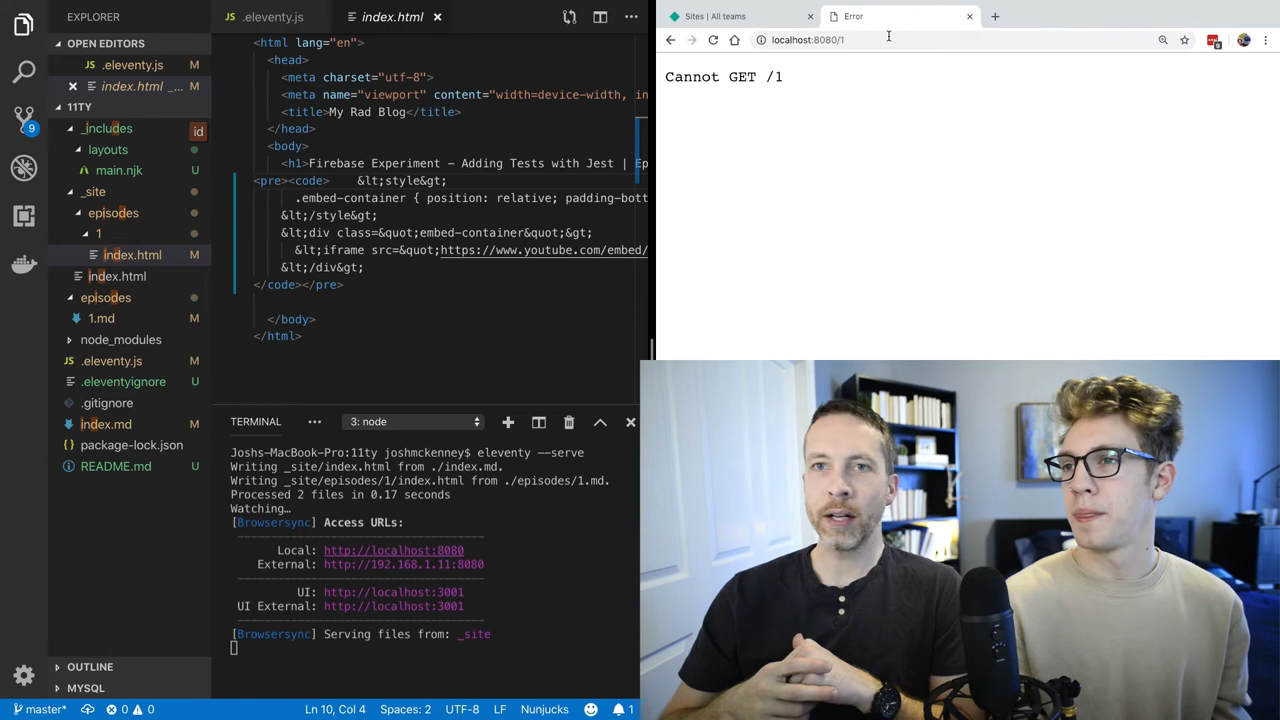 EXPLORER
OPEN EDITORS
JS .eleventy.js
index.html _...
M
M
11TY
_includes
layouts
main.njk
U
_site
episodes
1
index.html
M
index.html
episodes
1.md
M
node_modules
JS .eleventy.js
M
.eleventyignore
U
.gitignore
index.md
M
package-lock.json
README.md
U
OUTLINE
MYSQL
9
id
JS .eleventy.js
index.html
<html lang="en">
<head>
<meta charset="utf-8">
<meta name="viewport" content="width=device-width, in
<title>My Rad Blog</title>
</head>
<body>
<h1>Firebase Experiment - Adding Tests with Jest | Ep
<pre><code>    &lt;style&gt;
.embed-container { position: relative; padding-bott
&lt;/style&gt;
&lt;div class=&quot;embed-container&quot;&gt;
&lt;iframe src=&quot;https://www.youtube.com/embed/
&lt;/div&gt;
</code></pre>
</body>
</html>
TERMINAL
3: node
Joshs-MacBook-Pro:11ty joshmckenney$ eleventy --serve
Writing _site/index.html from ./index.md.
Writing _site/episodes/1/index.html from ./episodes/1.md.
Processed 2 files in 0.17 seconds
Watching…
[Browsersync] Access URLs:
--------------------------------------
Local: http://localhost:8080
External: http://192.168.1.11:8080
--------------------------------------
UI: http://localhost:3001
UI External: http://localhost:3001
--------------------------------------
[Browsersync] Serving files from: _site
master*
0
0
Ln 10, Col 4
Spaces: 2
UTF-8
LF
Nunjucks
1
Sites | All teams
Error
localhost:8080/1
Cannot GET /1